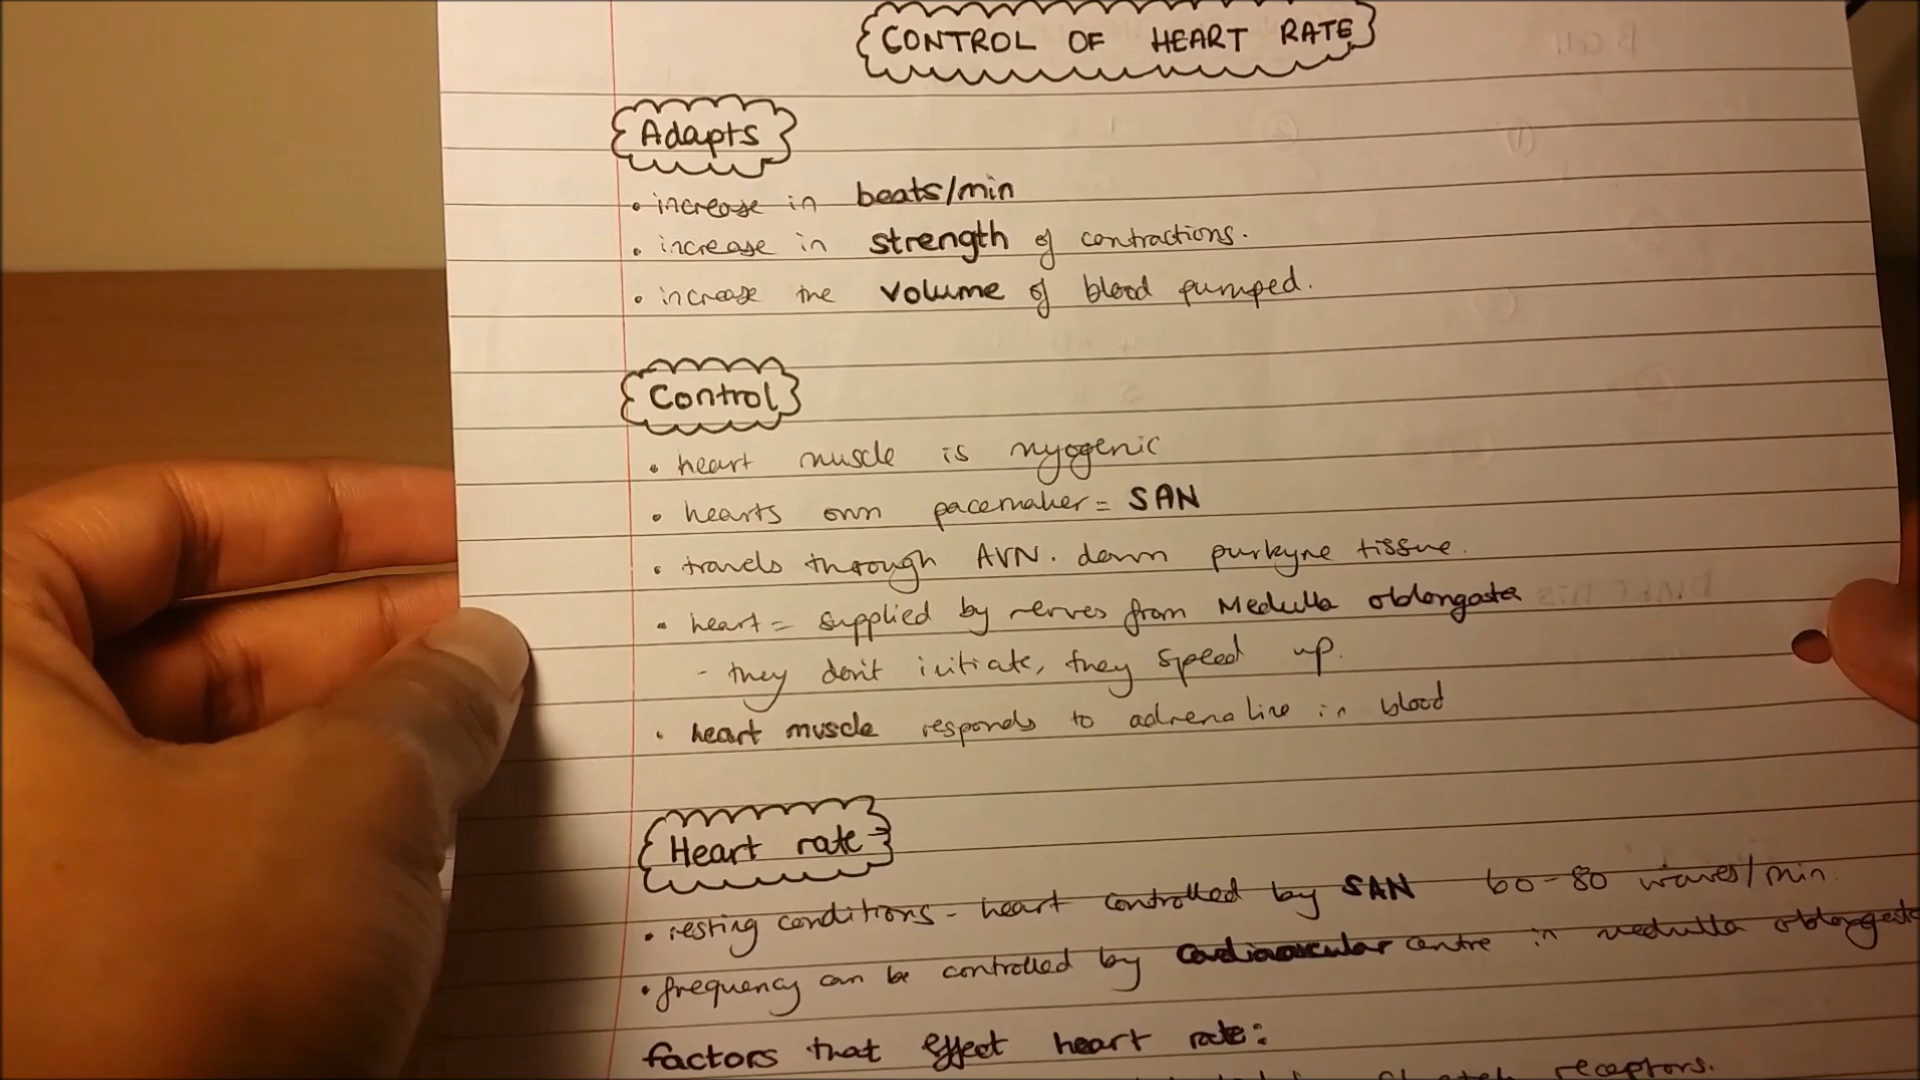 CONTROL OF HEART RATE
Adapts
• increase in beats/min
• increase in strength of contractions.
• increase the volume of blood pumped.
Control
• heart muscle is myogenic
• hearts own pacemaker = SAN
• travels through AVN. down purkyne tissue.
• heart = supplied by nerves from Medulla oblongata
- they don't initiate, they speed up.
• heart muscle responds to adrenaline in blood
Heart rate
• resting conditions - heart controlled by SAN 60-80 waves/min.
• frequency can be controlled by cardiovascular centre in medulla oblongata
factors that effect heart rate:
receptors.